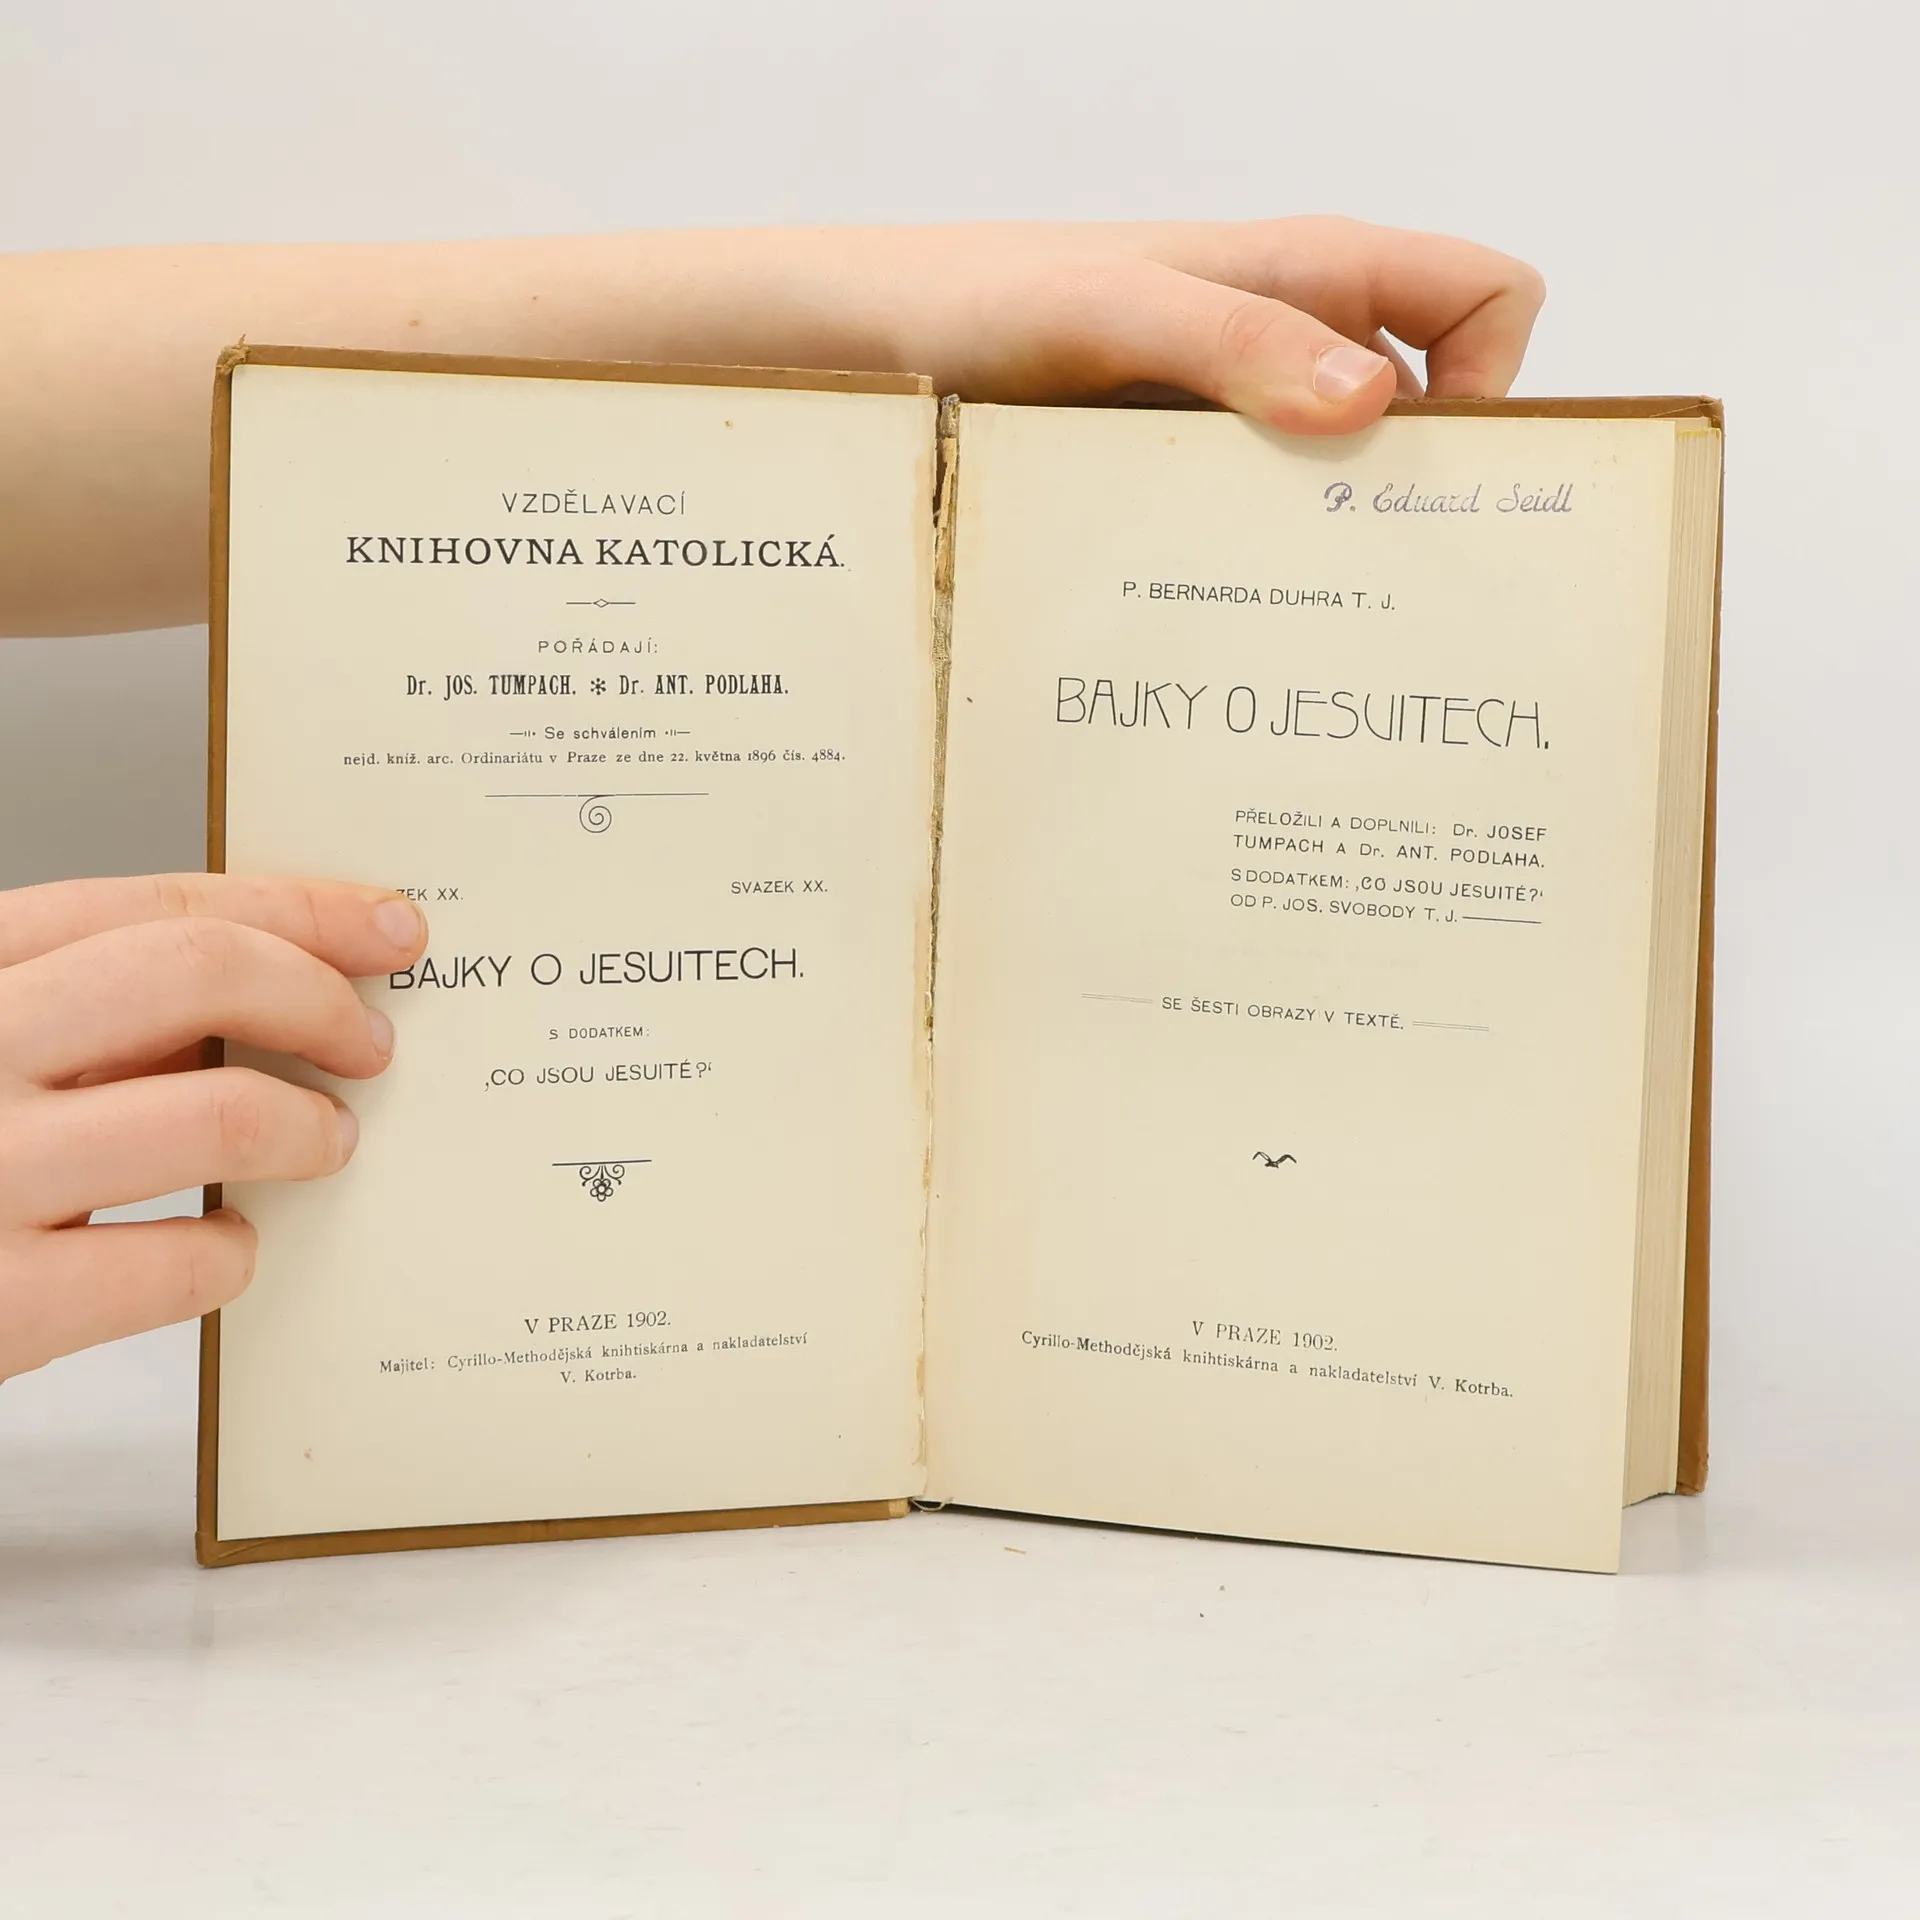 VZDĚLAVACÍ
KNIHOVNA KATOLICKÁ.
POŘÁDAJÍ:
Dr. JOS. TUMPACH. * Dr. ANT. PODLAHA.
Se schválením
nejd. kníž. arc. Ordinariátu v Praze ze dne 22. května 1896 čís. 4884.
XX. SVAZEK XX.
BAJKY O JESUITECH.
S DODATKEM:
‚CO JSOU JESUITÉ?‘
V PRAZE 1902.
Majitel: Cyrillo-Methodějská knihtiskárna a nakladatelství
V. Kotrba.
P. Eduard Seidl
P. BERNARDA DUHRA T. J.
BAJKY O JESUITECH.
PŘELOŽILI A DOPLNILI: Dr. JOSEF
TUMPACH A Dr. ANT. PODLAHA.
S DODATKEM: ‚CO JSOU JESUITÉ?‘
OD P. JOS. SVOBODY T. J.
SE ŠESTI OBRAZY V TEXTĚ.
V PRAZE 1902.
Cyrillo-Methodějská knihtiskárna a nakladatelství V. Kotrba.